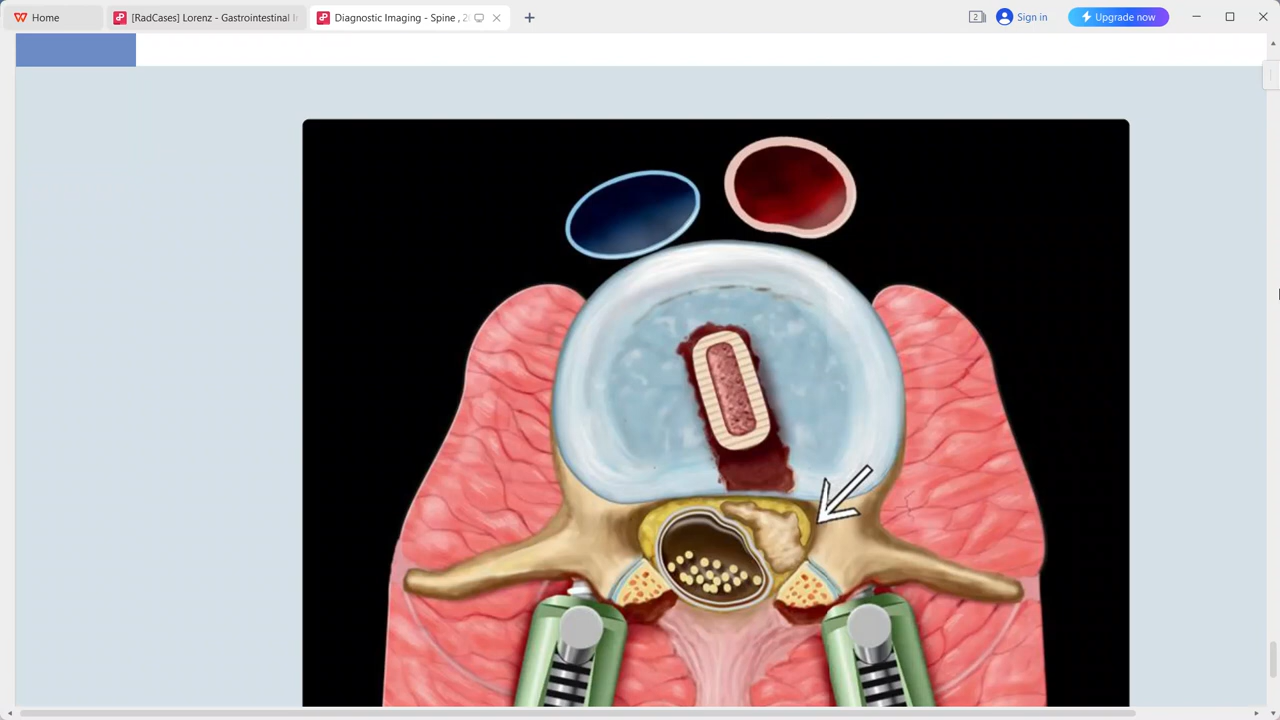 Home
[RadCases] Lorenz - Gastrointestinal I
Diagnostic Imaging - Spine , 2
2
Sign in
Upgrade now